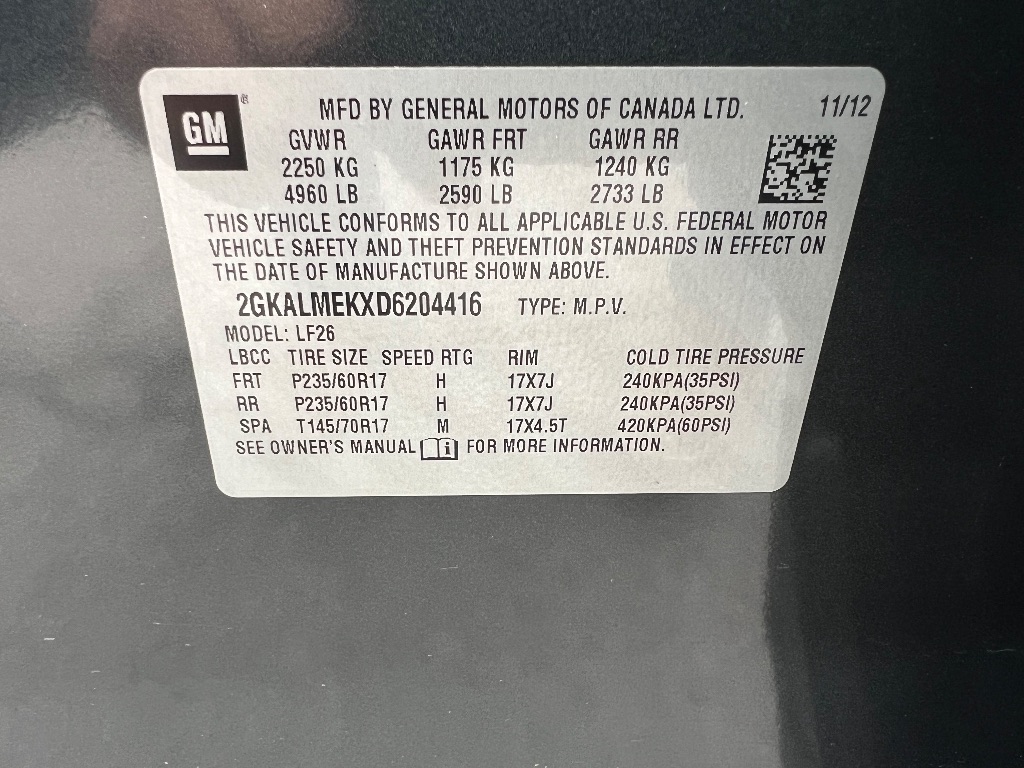 GM® MFD BY GENERAL MOTORS OF CANADA LTD. 11/12
GVWR GAWR FRT GAWR RR
2250 KG 1175 KG 1240 KG
4960 LB 2590 LB 2733 LB
THIS VEHICLE CONFORMS TO ALL APPLICABLE U.S. FEDERAL MOTOR
VEHICLE SAFETY AND THEFT PREVENTION STANDARDS IN EFFECT ON
THE DATE OF MANUFACTURE SHOWN ABOVE.
2GKALMEKXD6204416 TYPE: M.P.V.
MODEL: LF26
LBCC TIRE SIZE SPEED RTG RIM COLD TIRE PRESSURE
FRT P235/60R17 H 17X7J 240KPA(35PSI)
RR P235/60R17 H 17X7J 240KPA(35PSI)
SPA T145/70R17 M 17X4.5T 420KPA(60PSI)
SEE OWNER'S MANUAL i FOR MORE INFORMATION.